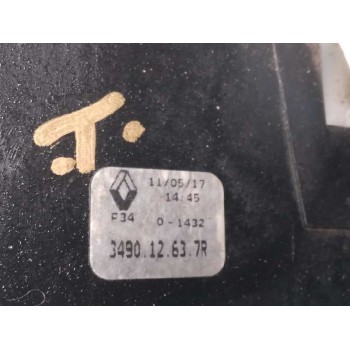 .T.
11/05/17
14:45
F34 0-1432
3490.12.63.7R